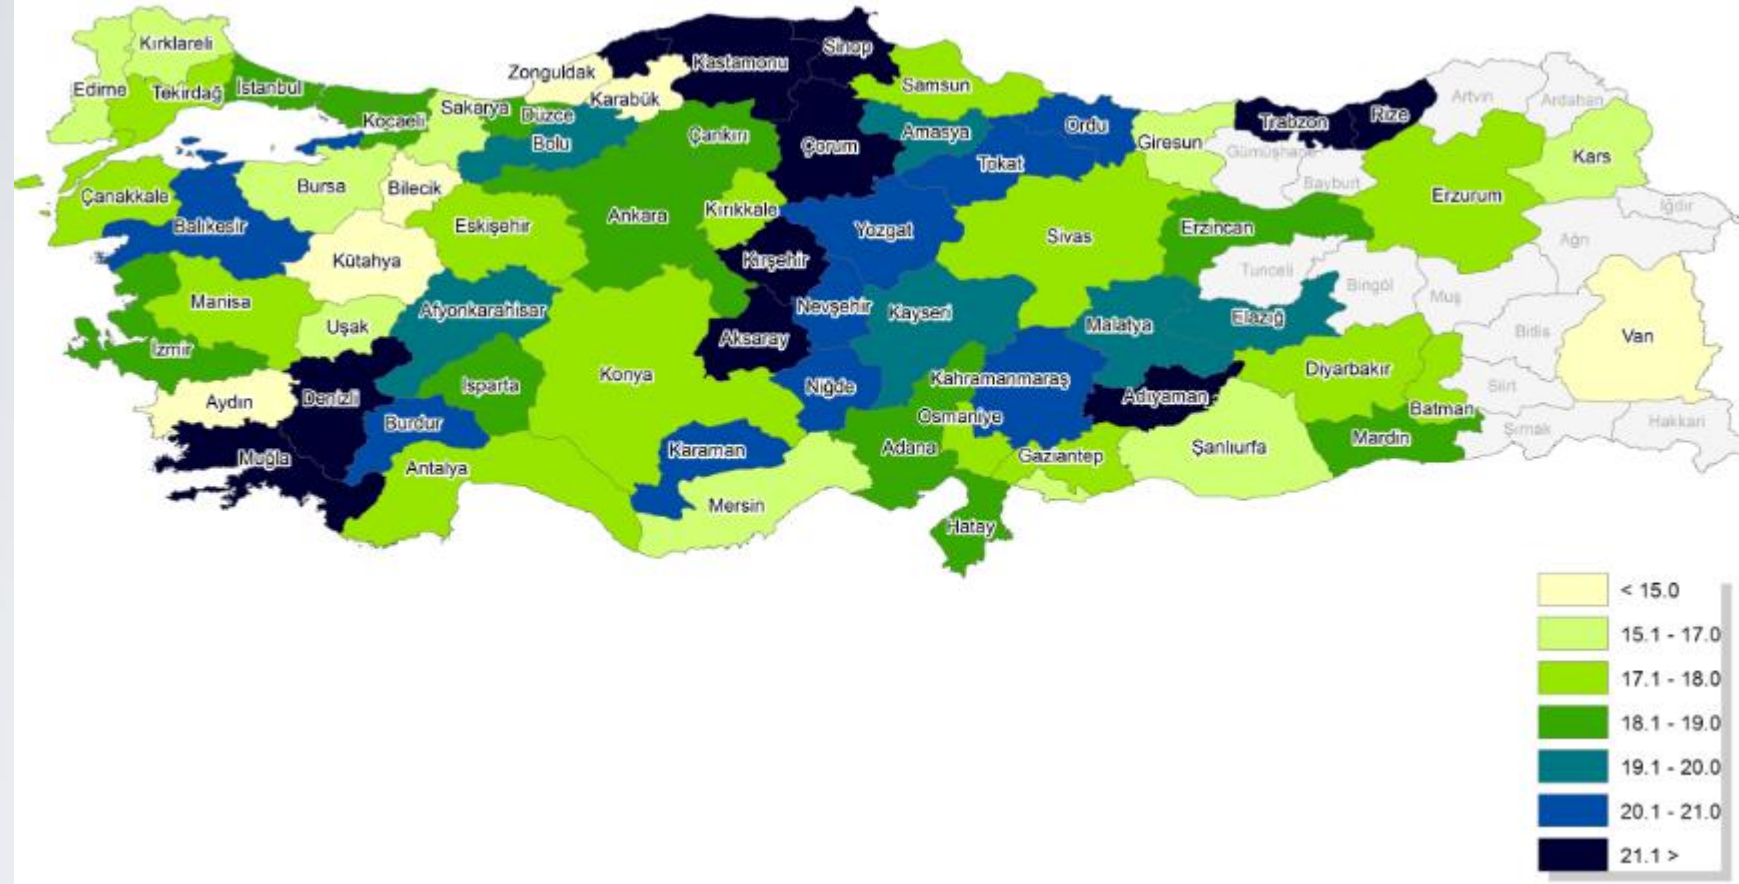 Kırklareli
Edirne
Tekirdağ
İstanbul
Kocaeli
Sakarya
Düzce
Bolu
Zonguldak
Karabük
Kastamonu
Sinop
Samsun
Çankırı
Çorum
Amasya
Ordu
Tokat
Giresun
Trabzon
Rize
Artvin
Ardahan
Gümüşhane
Bayburt
Kars
Erzurum
Iğdır
Ağrı
Çanakkale
Balıkesir
Bursa
Bilecik
Kütahya
Eskişehir
Ankara
Kırıkkale
Kırşehir
Yozgat
Sivas
Erzincan
Tunceli
Bingöl
Muş
Bitlis
Van
Manisa
Uşak
Afyonkarahisar
Nevşehir
Kayseri
Malatya
Elazığ
İzmir
Aydın
Denizli
Isparta
Burdur
Konya
Aksaray
Niğde
Kahramanmaraş
Adıyaman
Diyarbakır
Batman
Siirt
Şırnak
Hakkari
Muğla
Antalya
Karaman
Mersin
Adana
Osmaniye
Gaziantep
Şanlıurfa
Mardin
Hatay
< 15.0
15.1 - 17.0
17.1 - 18.0
18.1 - 19.0
19.1 - 20.0
20.1 - 21.0
21.1 >